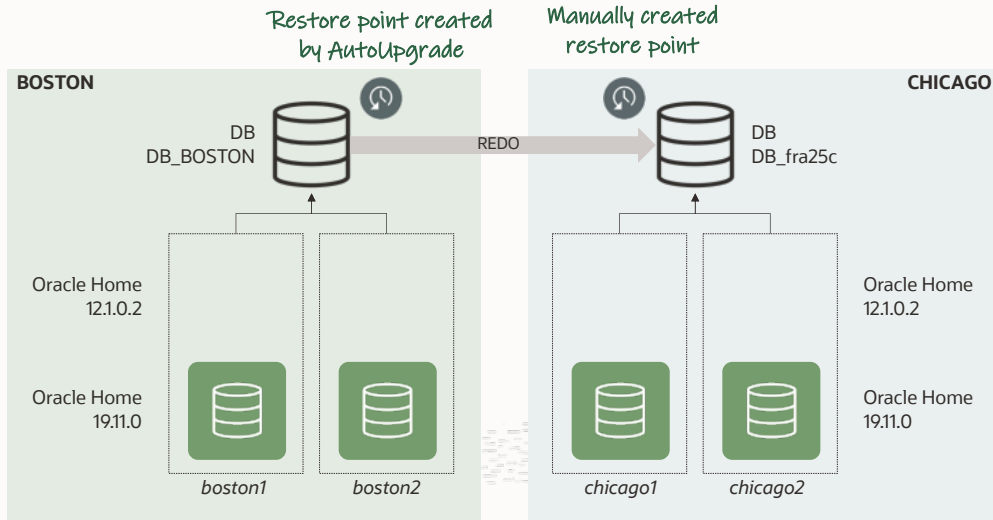 Restore point created
by AutoUpgrade
Manually created
restore point
BOSTON
CHICAGO
DB
DB_BOSTON
REDO
DB
DB_fra25c
Oracle Home
12.1.0.2
Oracle Home
12.1.0.2
Oracle Home
19.11.0
Oracle Home
19.11.0
boston1
boston2
chicago1
chicago2